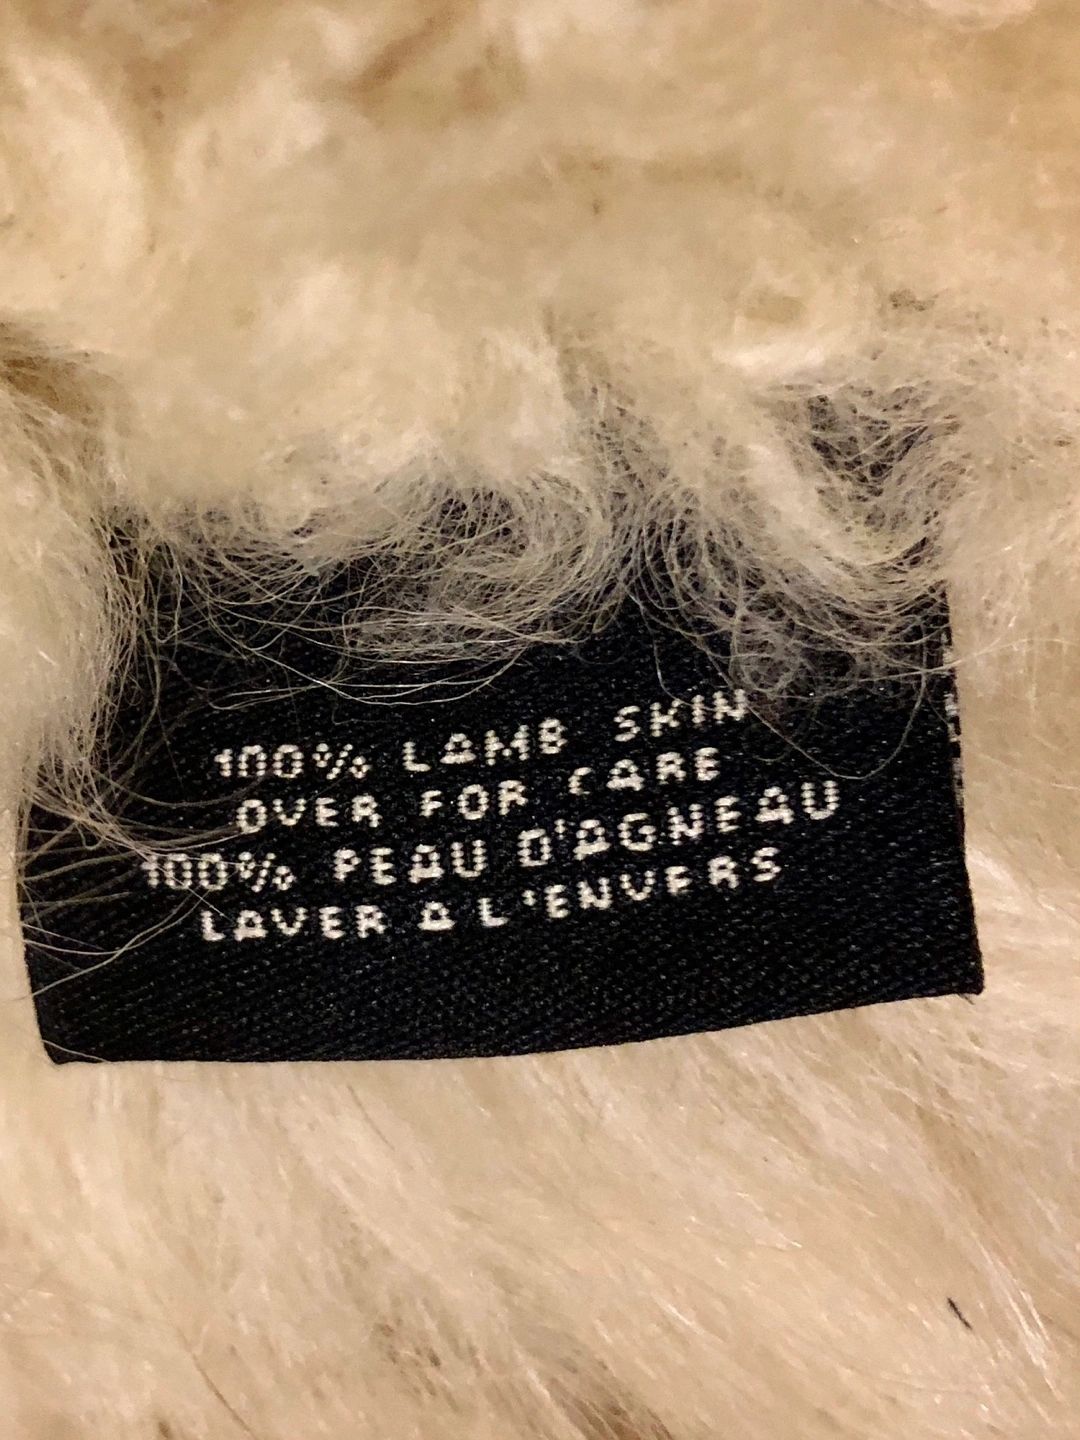 100% LAMB SKIN
OVER FOR CARE
100% PEAU D'AGNEAU
LAVER A L'ENVERS